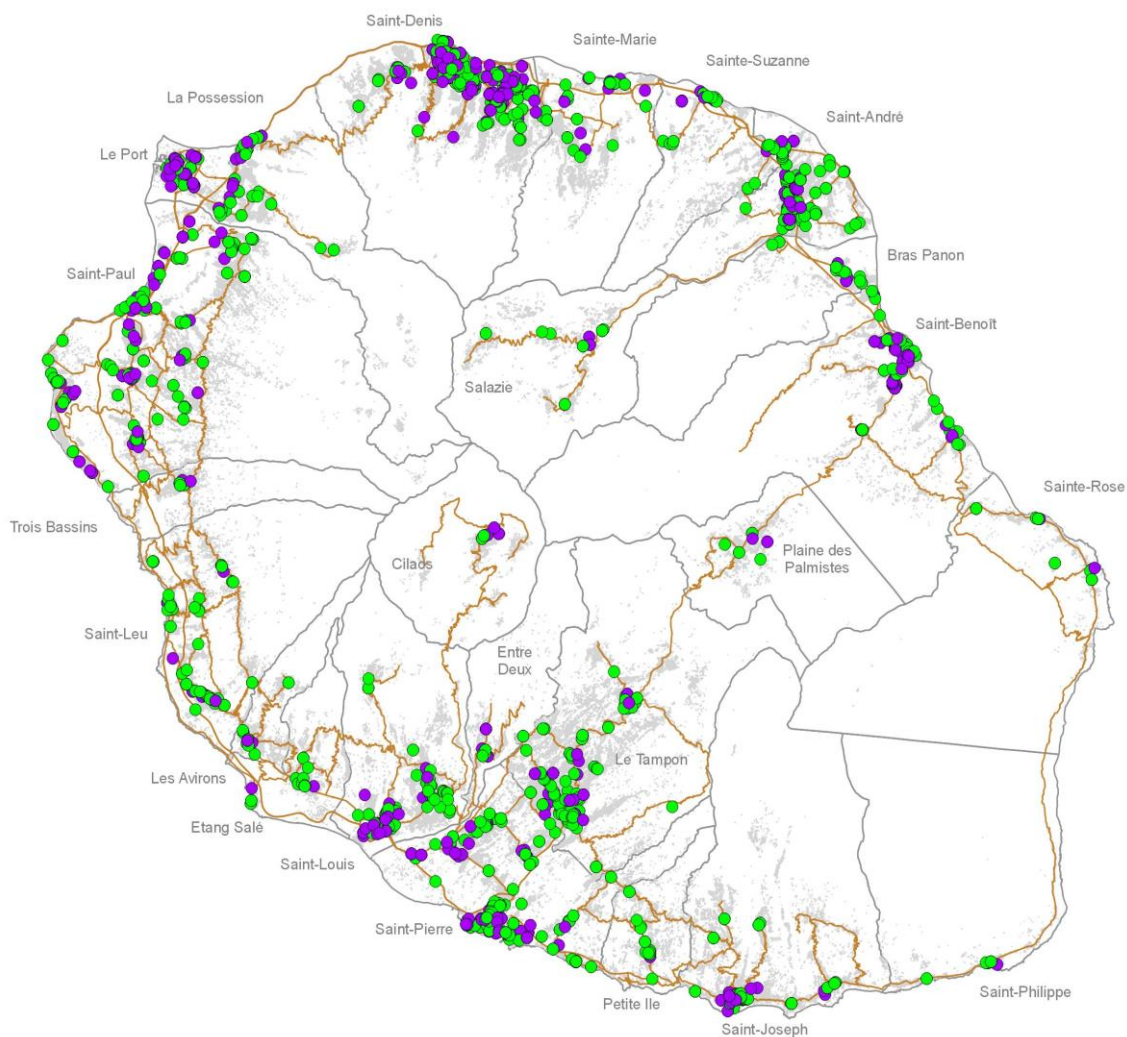 Saint-Denis
Sainte-Marie
Sainte-Suzanne
La Possession
Saint-André
Le Port
Bras Panon
Saint-Paul
Saint-Benoît
Salazie
Sainte-Rose
Trois Bassins
Cilaos
Plaine des
Palmistes
Saint-Leu
Entre
Deux
Le Tampon
Les Avirons
Etang Salé
Saint-Louis
Saint-Pierre
Petite Ile
Saint-Philippe
Saint-Joseph